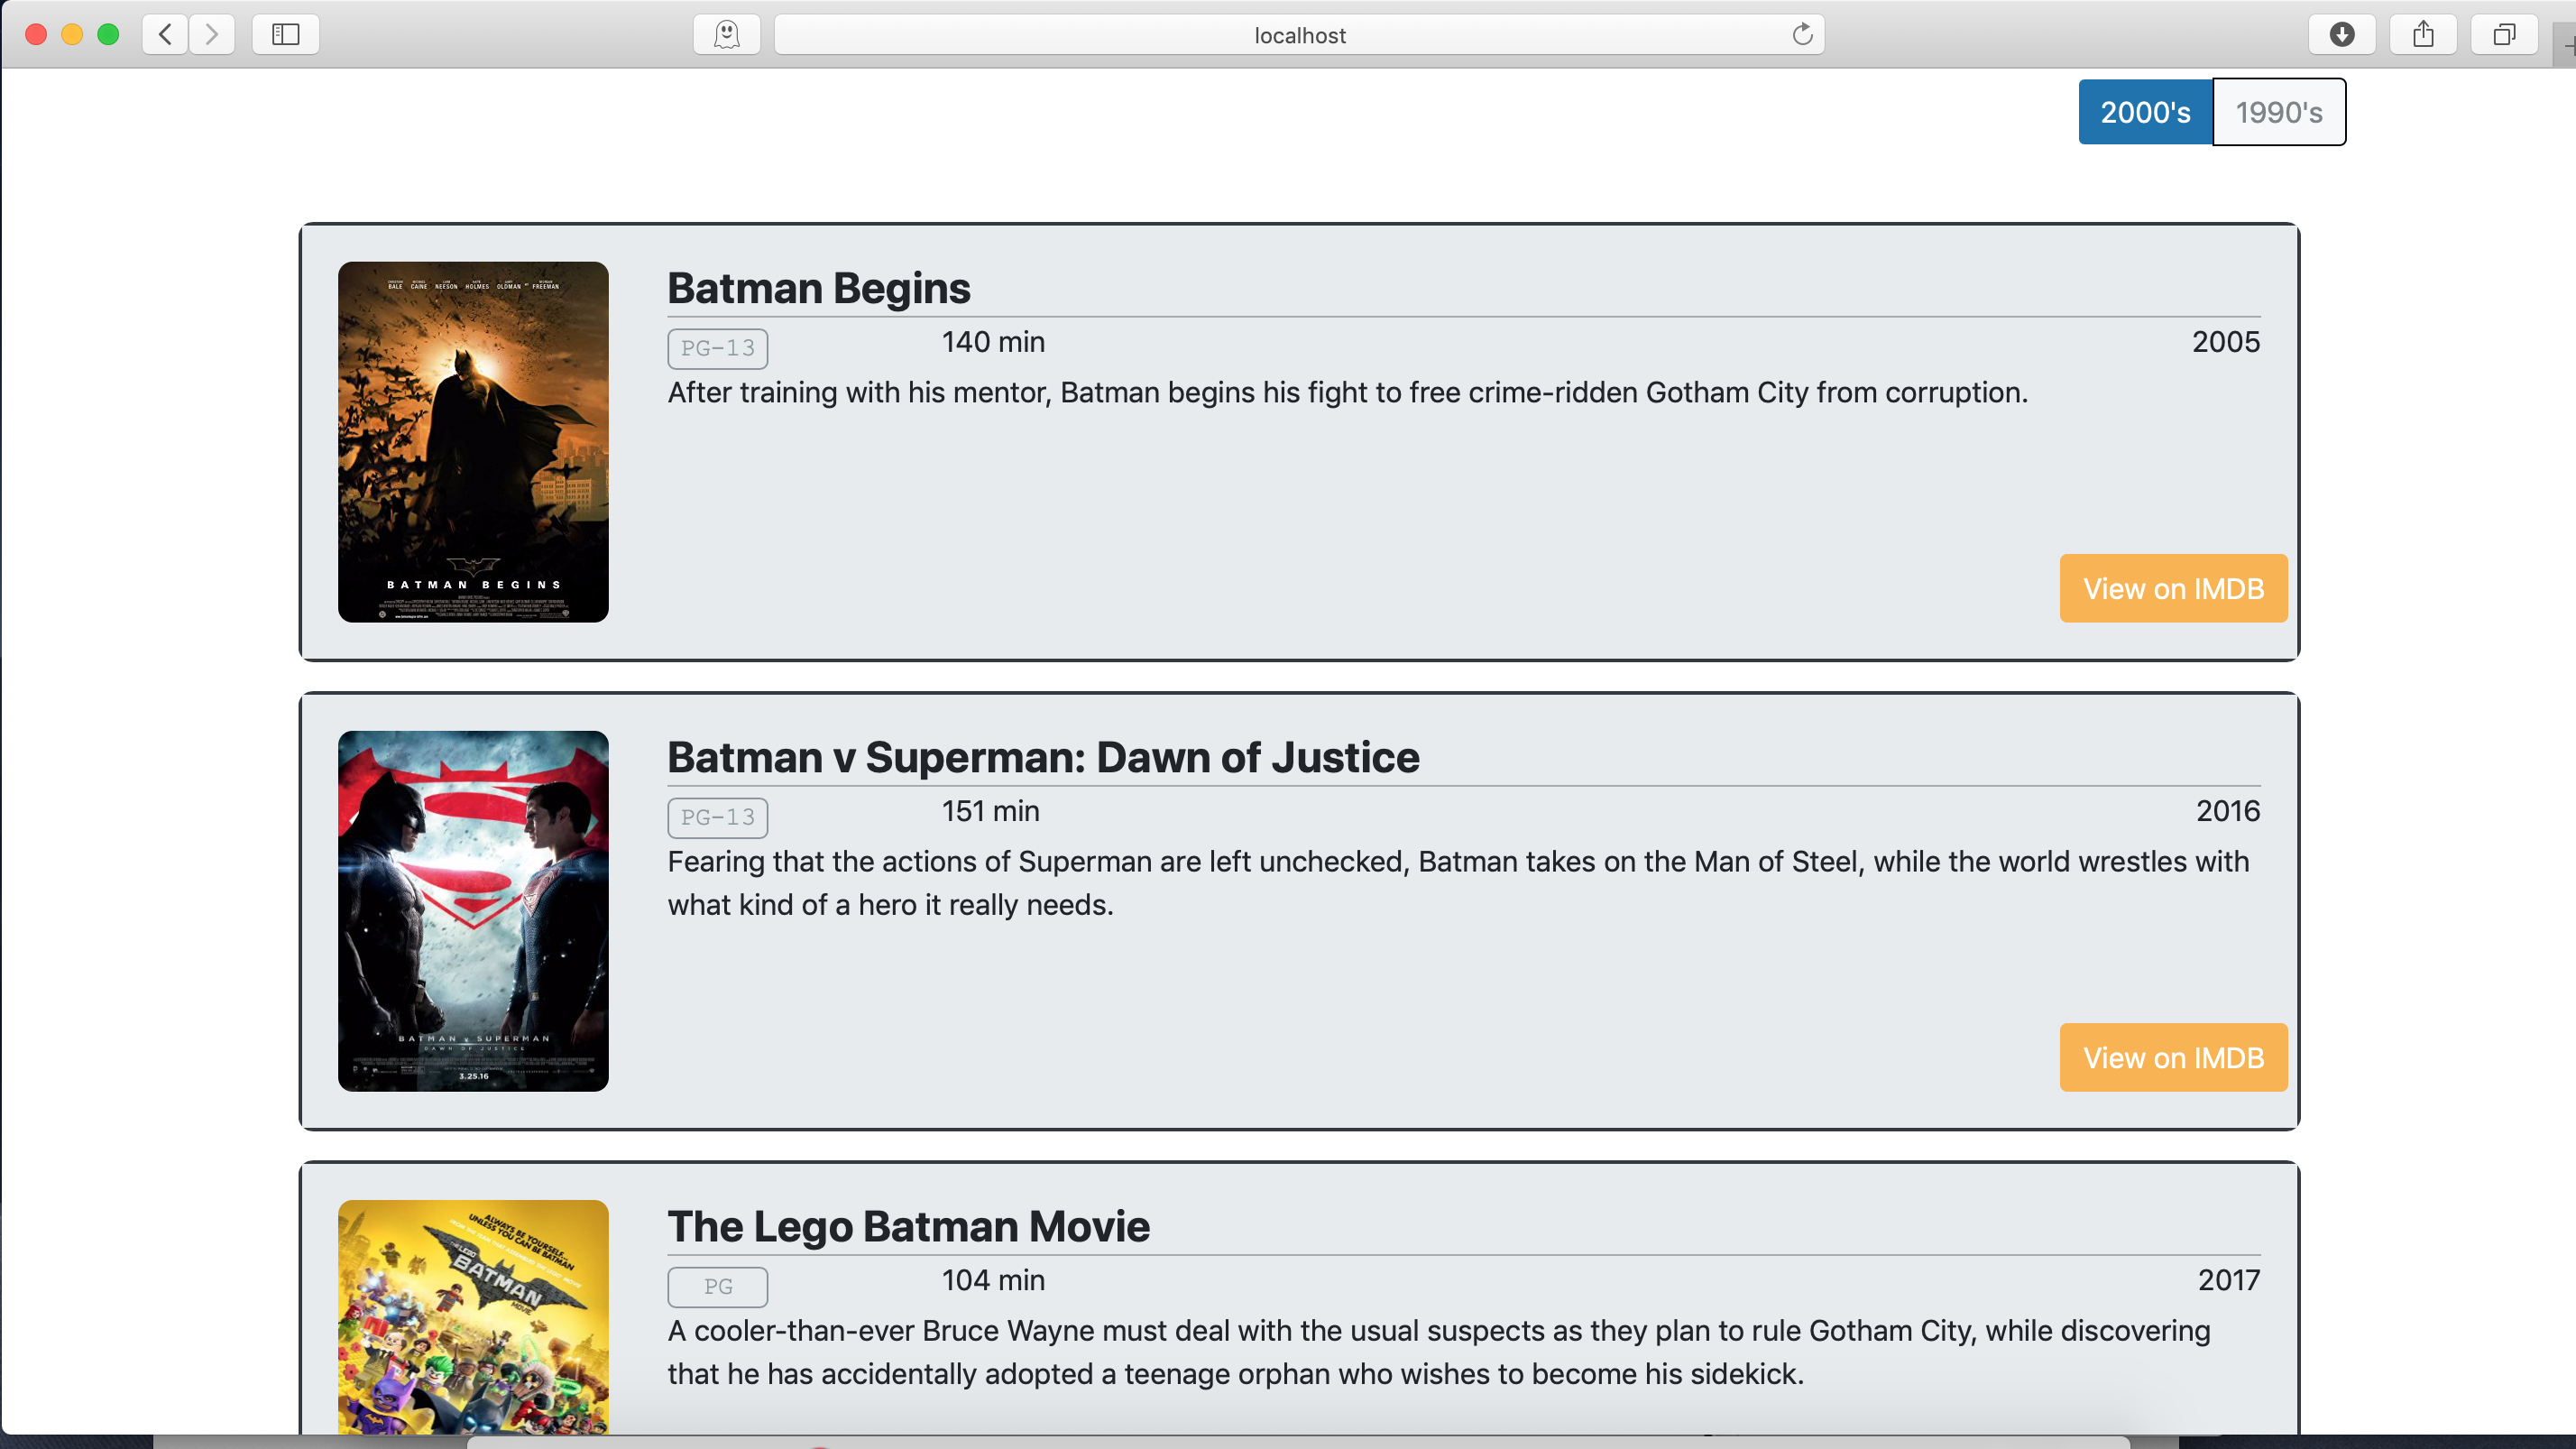 localhost
2000's 1990's
Batman Begins
PG-13 140 min 2005
After training with his mentor, Batman begins his fight to free crime-ridden Gotham City from corruption.
BALE CAINE NEESON HOLMES OLDMAN FREEMAN
BATMAN BEGINS
View on IMDB
Batman v Superman: Dawn of Justice
PG-13 151 min 2016
Fearing that the actions of Superman are left unchecked, Batman takes on the Man of Steel, while the world wrestles with
what kind of a hero it really needs.
BATMAN v SUPERMAN
DAWN OF JUSTICE
3.25.16
View on IMDB
The Lego Batman Movie
PG 104 min 2017
A cooler-than-ever Bruce Wayne must deal with the usual suspects as they plan to rule Gotham City, while discovering
that he has accidentally adopted a teenage orphan who wishes to become his sidekick.
ALWAYS BE YOURSELF...
UNLESS YOU CAN BE BATMAN
THE LEGO
BATMAN
MOVIE